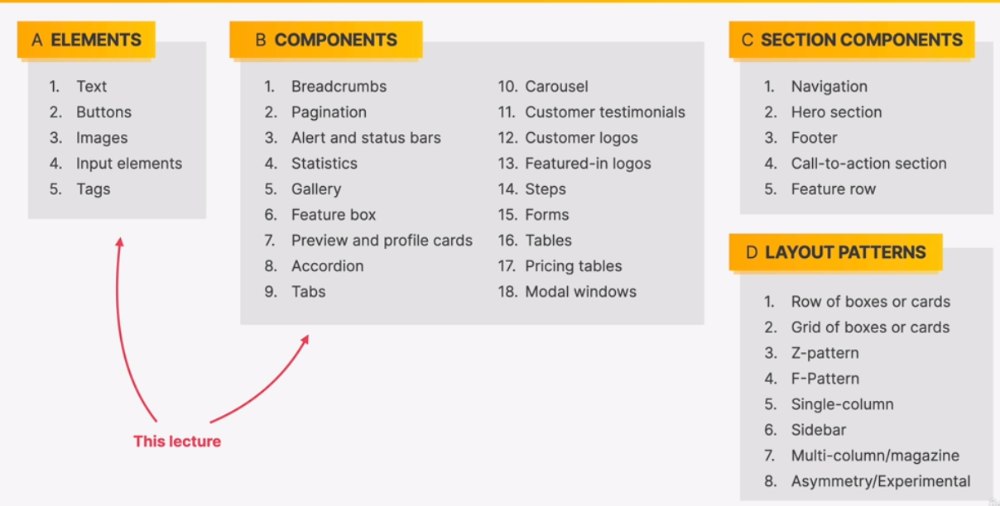 A ELEMENTS
1. Text
2. Buttons
3. Images
4. Input elements
5. Tags
B COMPONENTS
1. Breadcrumbs
2. Pagination
3. Alert and status bars
4. Statistics
5. Gallery
6. Feature box
7. Preview and profile cards
8. Accordion
9. Tabs
10. Carousel
11. Customer testimonials
12. Customer logos
13. Featured-in logos
14. Steps
15. Forms
16. Tables
17. Pricing tables
18. Modal windows
C SECTION COMPONENTS
1. Navigation
2. Hero section
3. Footer
4. Call-to-action section
5. Feature row
D LAYOUT PATTERNS
1. Row of boxes or cards
2. Grid of boxes or cards
3. Z-pattern
4. F-Pattern
5. Single-column
6. Sidebar
7. Multi-column/magazine
8. Asymmetry/Experimental
This lecture